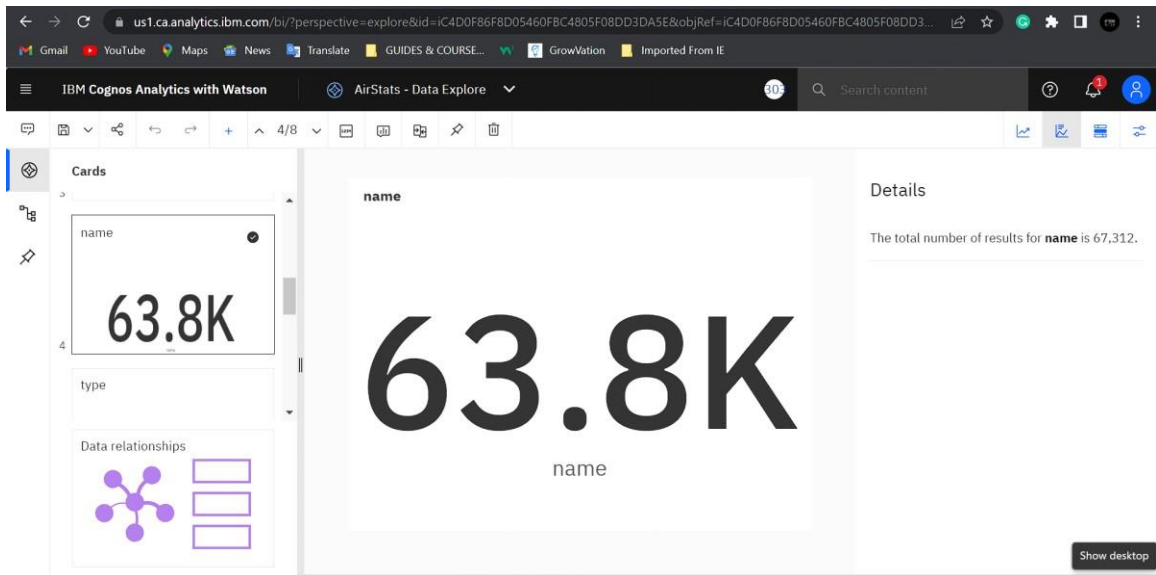 us1.ca.analytics.ibm.com/bi/?perspective=explore&id=iC4D0F86F8D05460FBC4805F08DD3DA5E&objRef=iC4D0F86F8D05460FBC4805F08DD3...
Gmail YouTube Maps News Translate GUIDES & COURSE... GrowVation Imported From IE
IBM Cognos Analytics with Watson AirStats - Data Explore 303 Search content 1
4/8
Cards
3
name
63.8K
4
type
Data relationships
name
63.8K
name
Details
The total number of results for name is 67,312.
Show desktop